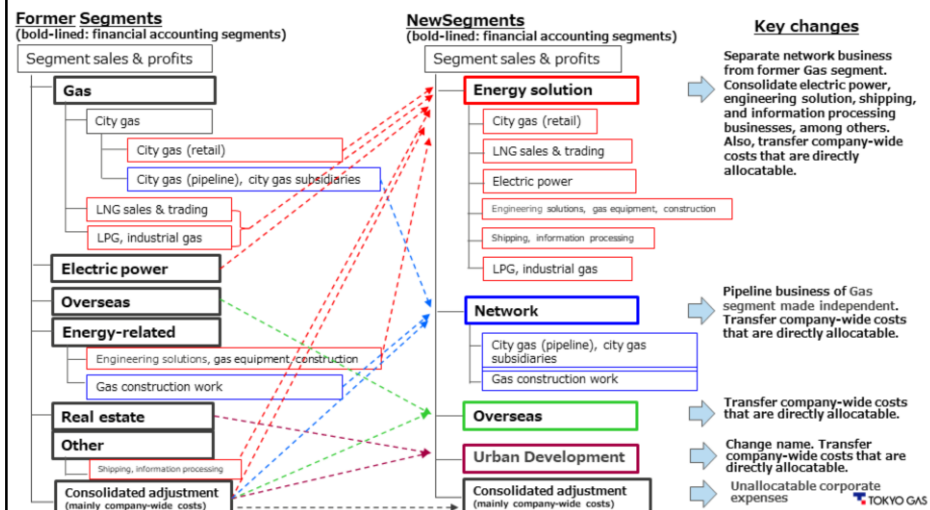 Former Segments
(bold-lined: financial accounting segments)
Segment sales & profits
Gas
City gas
City gas (retail)
City gas (pipeline), city gas subsidiaries
LNG sales & trading
LPG, industrial gas
Electric power
Overseas
Energy-related
Engineering solutions, gas equipment, construction
Gas construction work
Real estate
Other
Shipping, information processing
Consolidated adjustment
(mainly company-wide costs)
NewSegments
(bold-lined: financial accounting segments)
Segment sales & profits
Energy solution
City gas (retail)
LNG sales & trading
Electric power
Engineering solutions, gas equipment, construction
Shipping, information processing
LPG, industrial gas
Network
City gas (pipeline), city gas
subsidiaries
Gas construction work
Overseas
Urban Development
Consolidated adjustment
(mainly company-wide costs)
Key changes
Separate network business
from former Gas segment.
Consolidate electric power,
engineering solution, shipping,
and information processing
businesses, among others.
Also, transfer company-wide
costs that are directly
allocatable.
Pipeline business of Gas
segment made independent.
Transfer company-wide costs
that are directly allocatable.
Transfer company-wide costs
that are directly allocatable.
Change name. Transfer
company-wide costs that are
directly allocatable.
Unallocatable corporate
expenses
TOKYO GAS